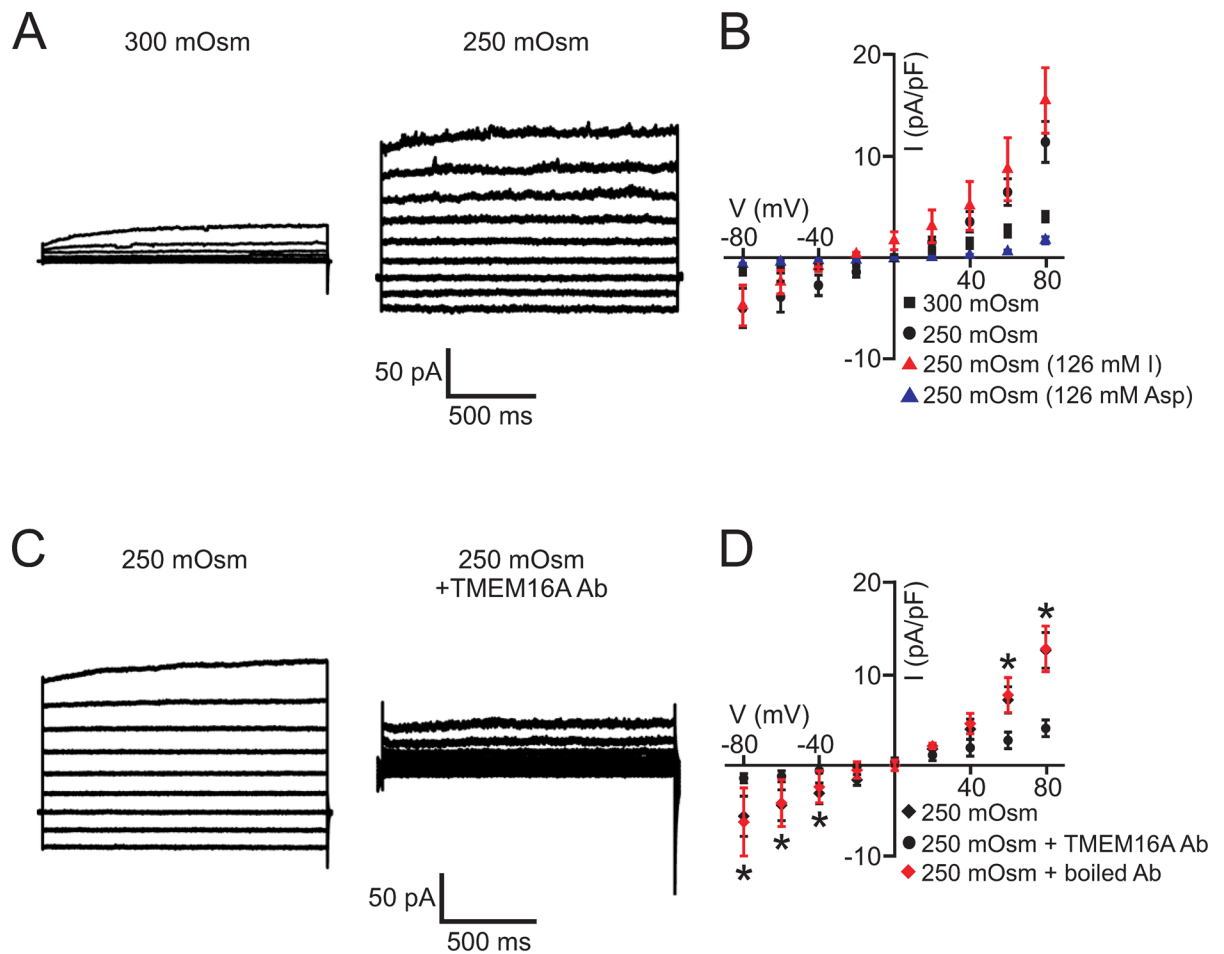 A
300 mOsm
250 mOsm
50 pA
500 ms
B
20
10
-10
I (pA/pF)
V (mV)
-80
-40
40
80
300 mOsm
250 mOsm
250 mOsm (126 mM I)
250 mOsm (126 mM Asp)
C
250 mOsm
250 mOsm
+TMEM16A Ab
50 pA
500 ms
D
20
10
-10
I (pA/pF)
V (mV)
-80
-40
40
80
*
*
*
*
*
250 mOsm
250 mOsm + TMEM16A Ab
250 mOsm + boiled Ab